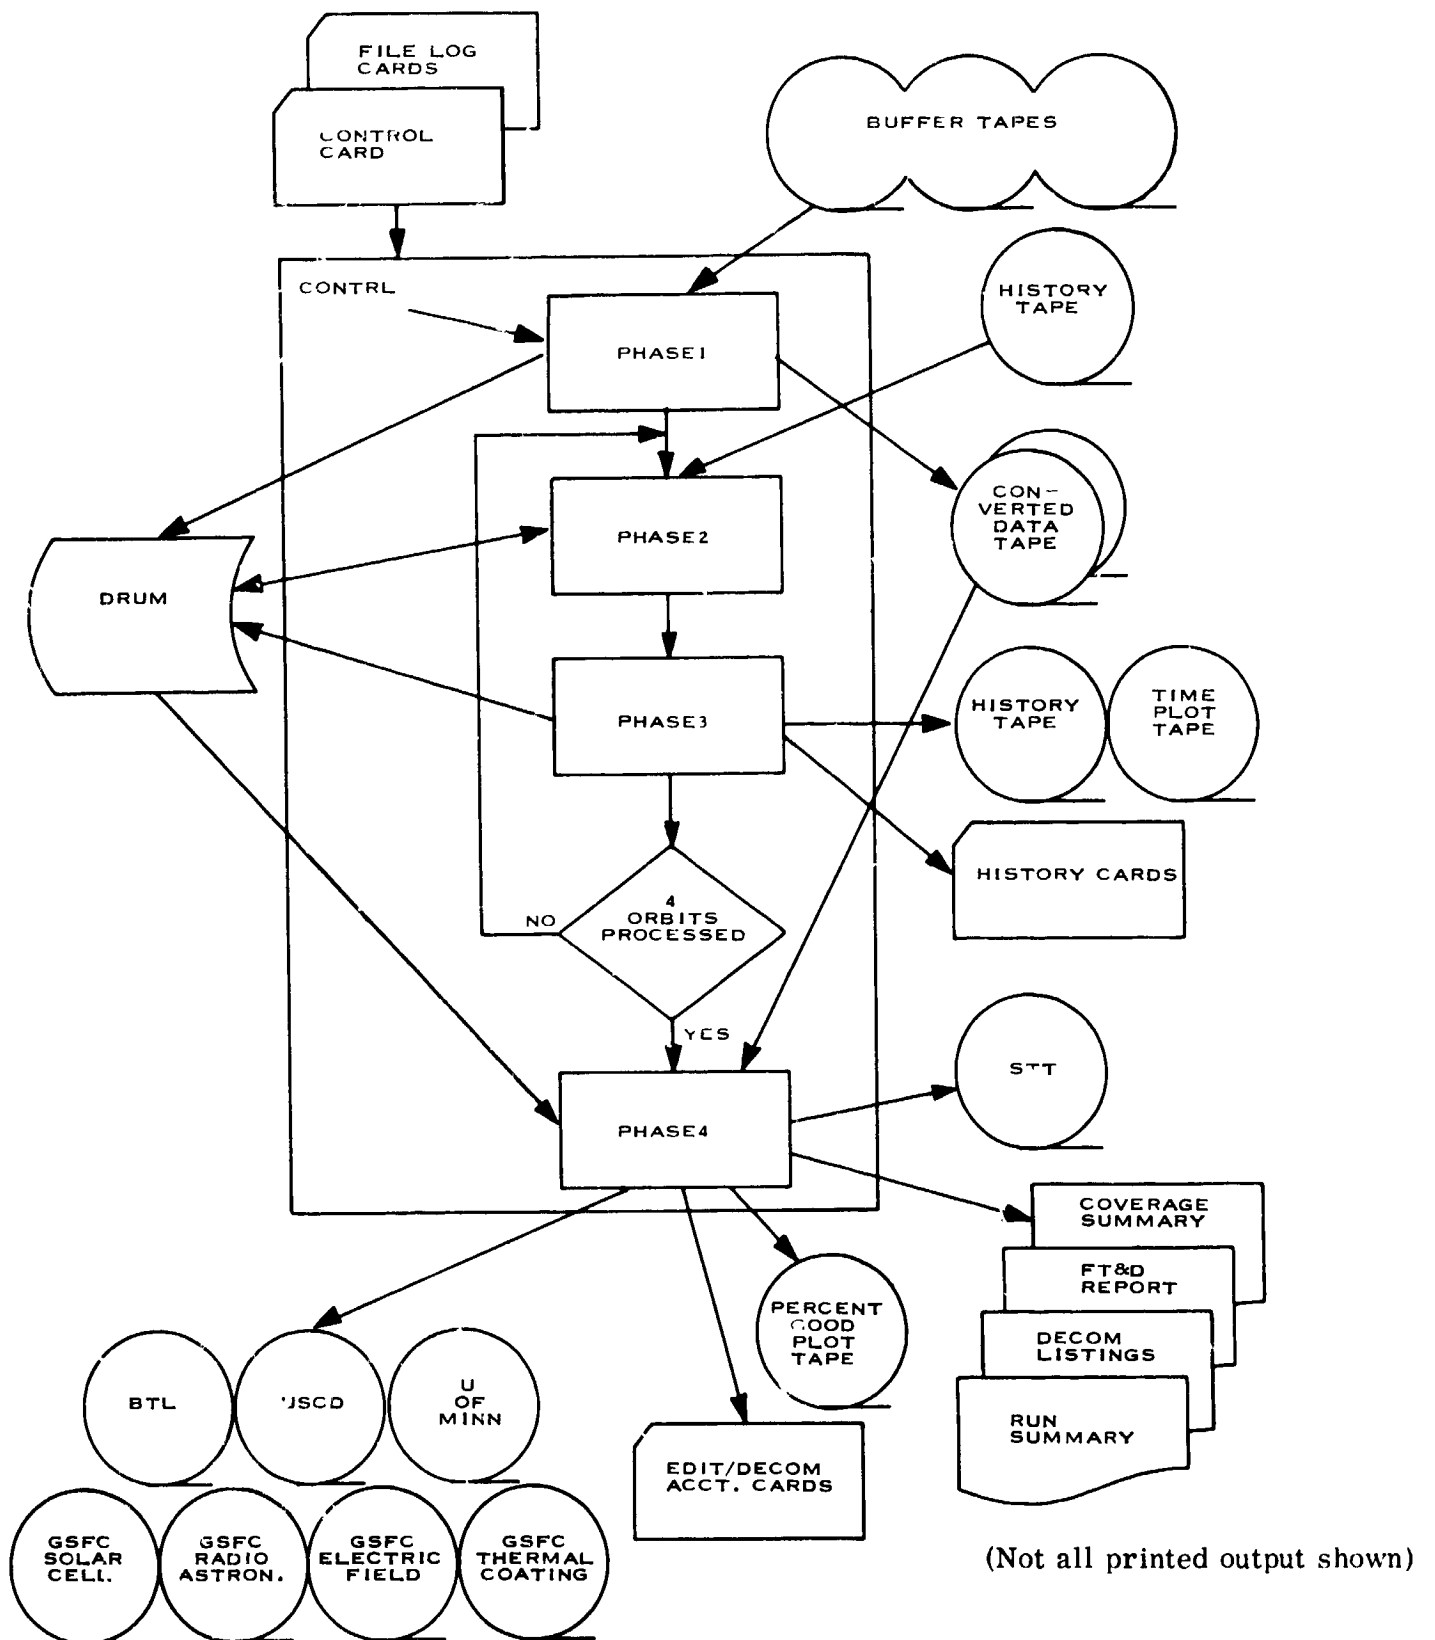 FILE LOG
CARDS
CONTROL
CARD
BUFFER TAPES
HISTORY
TAPE
CONTRL
PHASE1
CON-
VERTED
DATA
TAPE
PHASE2
DRUM
PHASE3
HISTORY
TAPE
TIME
PLOT
TAPE
HISTORY CARDS
4
ORBITS
PROCESSED
NO
YES
STT
PHASE4
COVERAGE
SUMMARY
FT&D
REPORT
DECOM
LISTINGS
RUN
SUMMARY
PERCENT
GOOD
PLOT
TAPE
BTL
USCD
U
OF
MINN
EDIT/DECOM
ACCT. CARDS
GSFC
SOLAR
CELL
GSFC
RADIO
ASTRON.
GSFC
ELECTRIC
FIELD
GSFC
THERMAL
COATING
(Not all printed output shown)